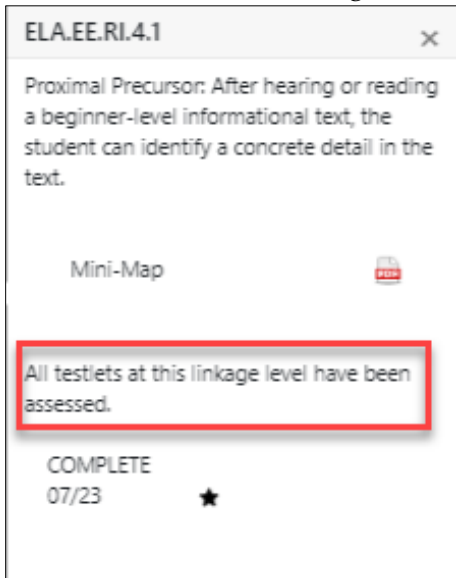 ELA.EE.RI.4.1 ×
Proximal Precursor: After hearing or reading
a beginner-level informational text, the
student can identify a concrete detail in the
text.
Mini-Map
PDF
All testlets at this linkage level have been
assessed.
COMPLETE
07/23 ★